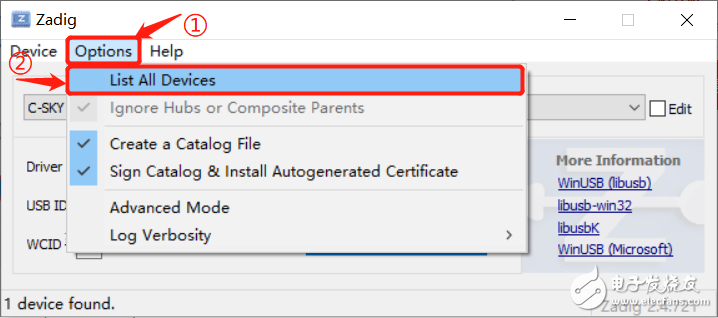 Zadig
①
Device Options Help
②
List All Devices
C-SKY
Ignore Hubs or Composite Parents
Edit
Create a Catalog File
Driver
Sign Catalog & Install Autogenerated Certificate
More Information
WinUSB (libusb)
USB ID
libusb-win32
Advanced Mode
libusbK
WCID
Log Verbosity
WinUSB (Microsoft)
1 device found.
Zadig 2.4.721
电子发烧友
www.elecfans.com